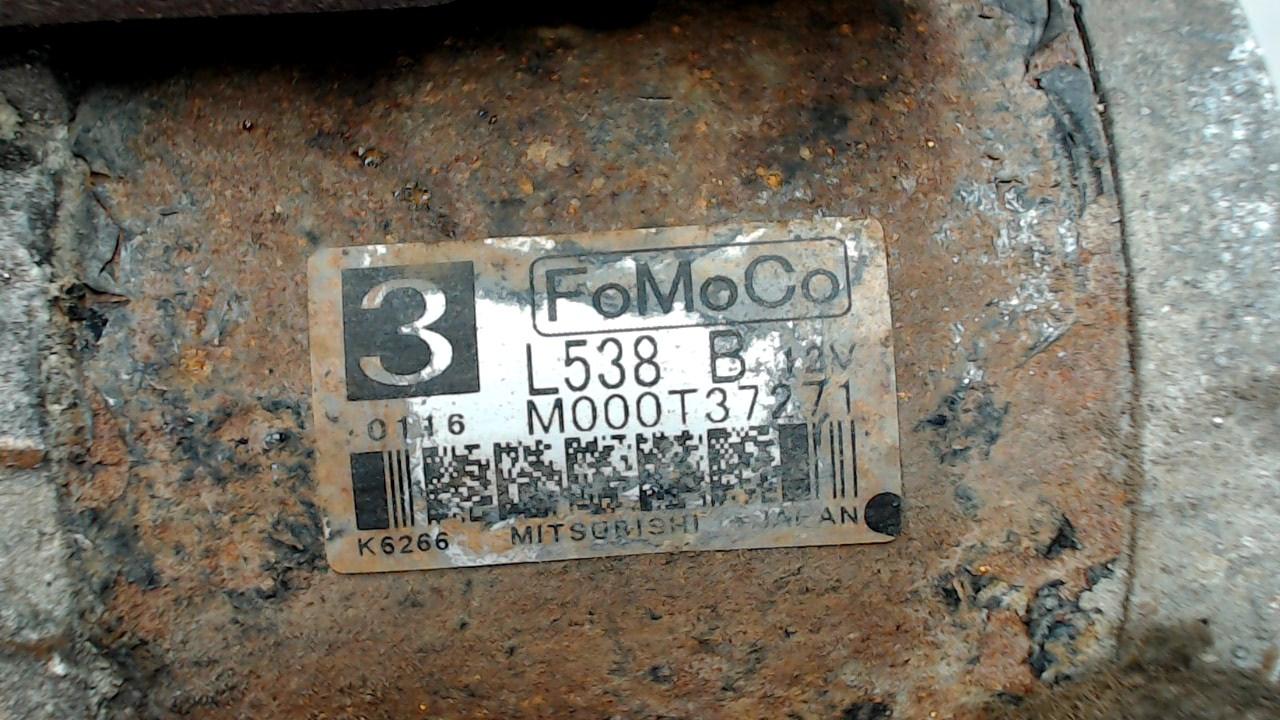 3 FoMoCo
L538 B 12V
0116 M000T37271
K6266 MITSUBISHI JAPAN